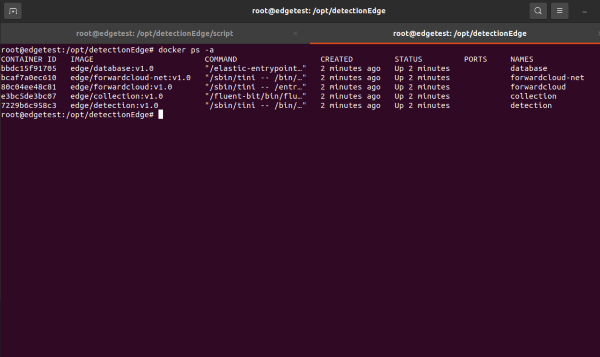 root@edgetest: /opt/detectionEdge
root@edgetest: /opt/detectionEdge/script
root@edgetest: /opt/detectionEdge
root@edgetest:/opt/detectionEdge# docker ps -a
CONTAINER ID IMAGE COMMAND CREATED STATUS PORTS NAMES
bbdc15f91705 edge/database:v1.0 "/elastic-entrypoint…" 2 minutes ago Up 2 minutes database
bcaf7a0ec610 edge/forwardcloud-net:v1.0 "/sbin/tini -- /bin/…" 2 minutes ago Up 2 minutes forwardcloud-net
80c04ee48c81 edge/forwardcloud:v1.0 "/sbin/tini -- /entr…" 2 minutes ago Up 2 minutes forwardcloud
e3bc5de3bc07 edge/collection:v1.0 "/fluent-bit/bin/flu…" 2 minutes ago Up 2 minutes collection
7229b6c958c3 edge/detection:v1.0 "/sbin/tini -- /bin/…" 2 minutes ago Up 2 minutes detection
root@edgetest:/opt/detectionEdge#